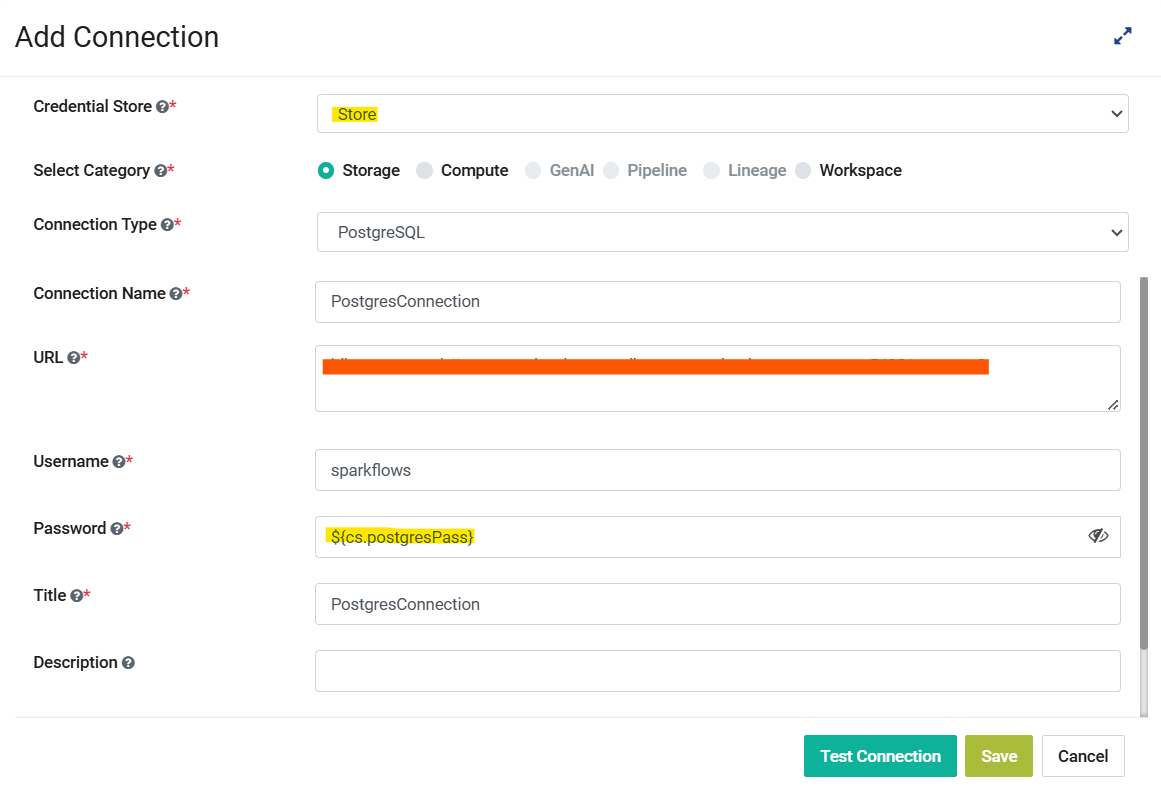 Add Connection
Credential Store ?*
Store
Select Category ?*
Storage Compute GenAI Pipeline Lineage Workspace
Connection Type ?*
PostgreSQL
Connection Name ?*
PostgresConnection
URL ?*
Username ?*
sparkflows
Password ?*
${cs.postgresPass}
Title ?*
PostgresConnection
Description ?
Test Connection Save Cancel